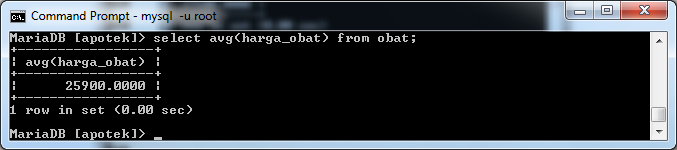 Command Prompt - mysql -u root
MariaDB [apotek]> select avg(harga_obat) from obat;
+-----------------+
| avg(harga_obat) |
+-----------------+
|      25900.0000 |
+-----------------+
1 row in set (0.00 sec)
MariaDB [apotek]> _